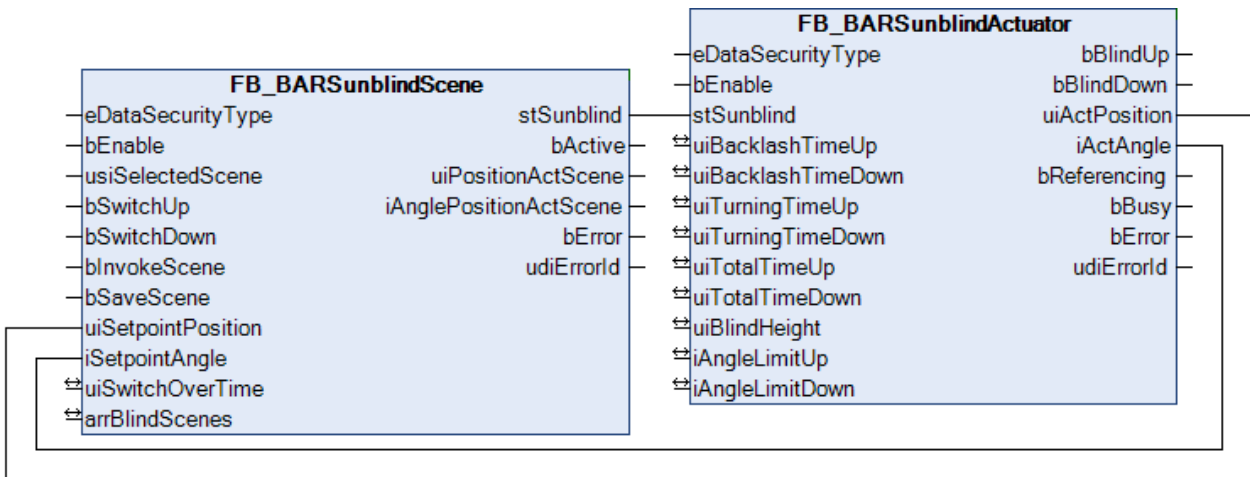 FB_BARSunblindScene
eDataSecurityType stSunblind
bEnable bActive
usiSelectedScene uiPositionActScene
bSwitchUp iAnglePositionActScene
bSwitchDown bError
bInvokeScene udiErrorId
bSaveScene
uiSetpointPosition
iSetpointAngle
uiSwitchOverTime
arrBlindScenes
FB_BARSunblindActuator
eDataSecurityType bBlindUp
bEnable bBlindDown
stSunblind uiActPosition
uiBacklashTimeUp iActAngle
uiBacklashTimeDown bReferencing
uiTurningTimeUp bBusy
uiTurningTimeDown bError
uiTotalTimeUp udiErrorId
uiTotalTimeDown
uiBlindHeight
iAngleLimitUp
iAngleLimitDown